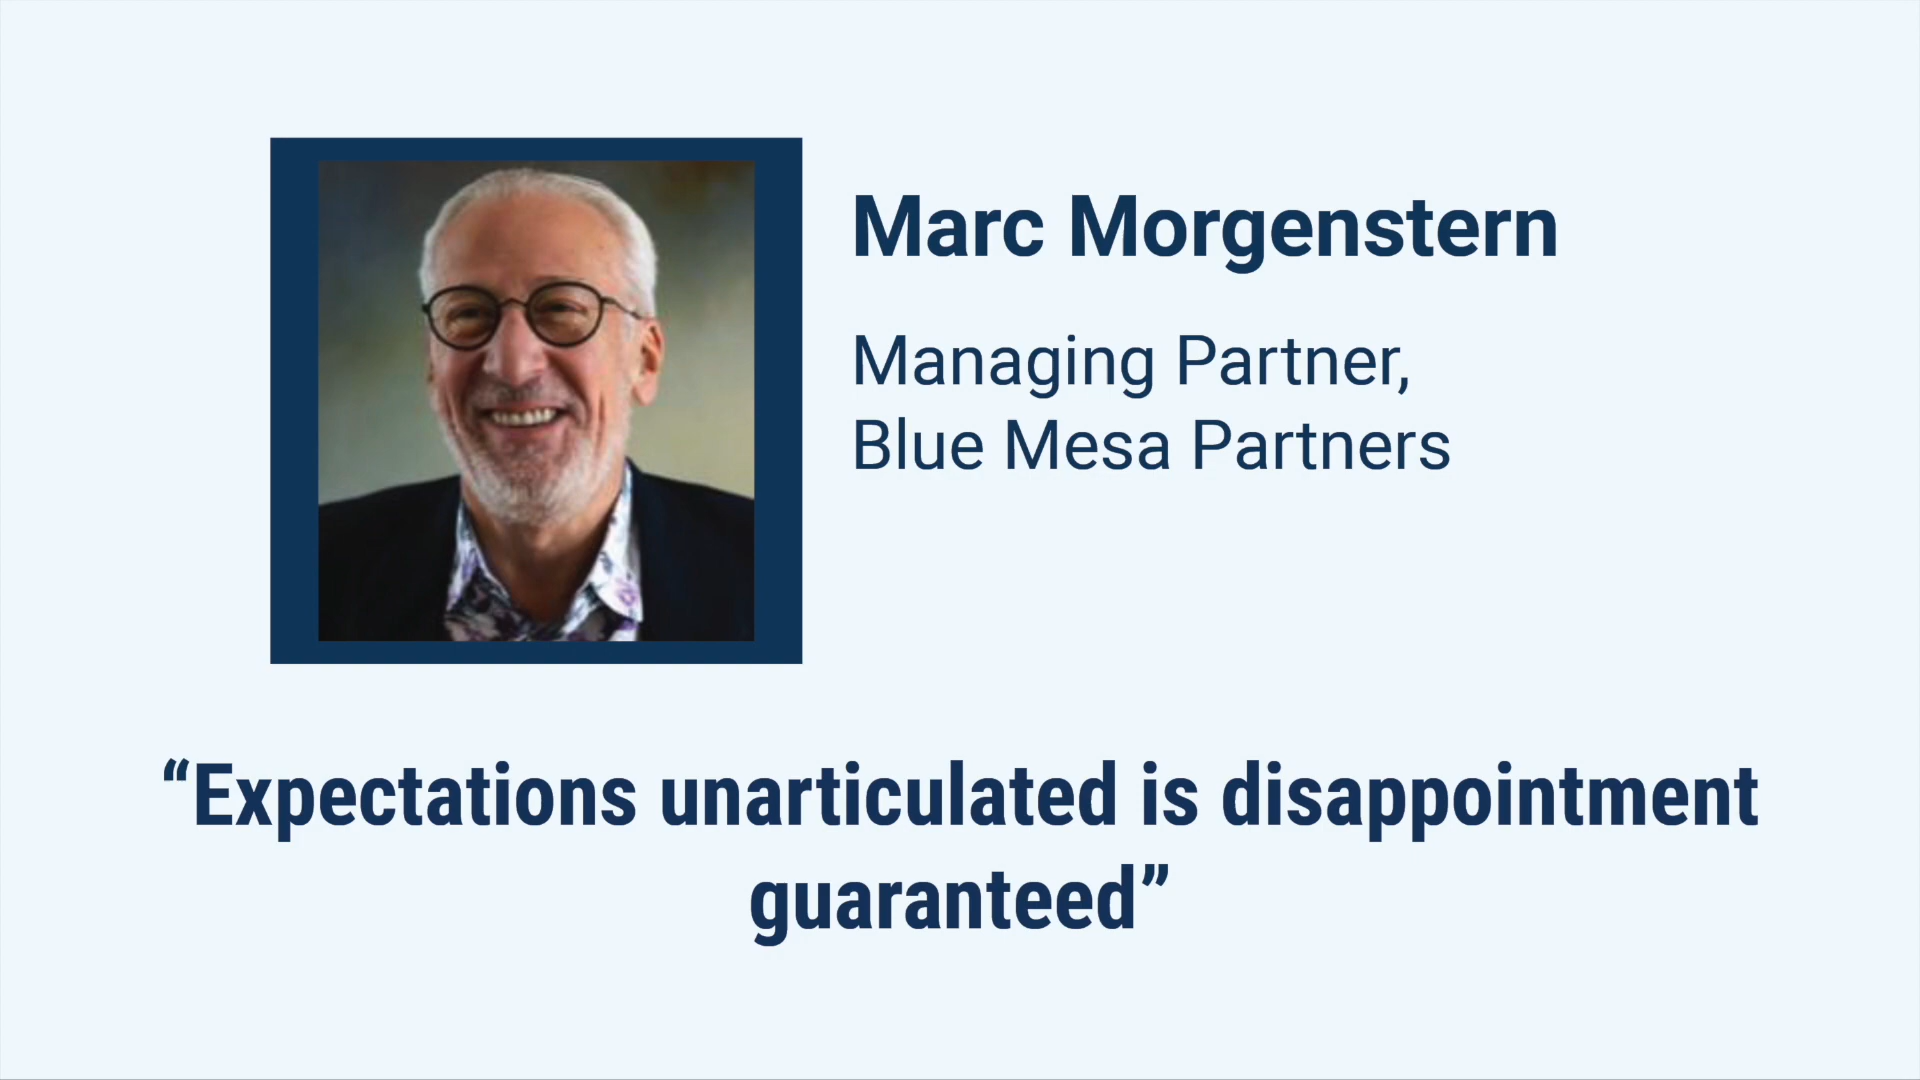 Marc Morgenstern
Managing Partner,
Blue Mesa Partners
“Expectations unarticulated is disappointment
guaranteed”